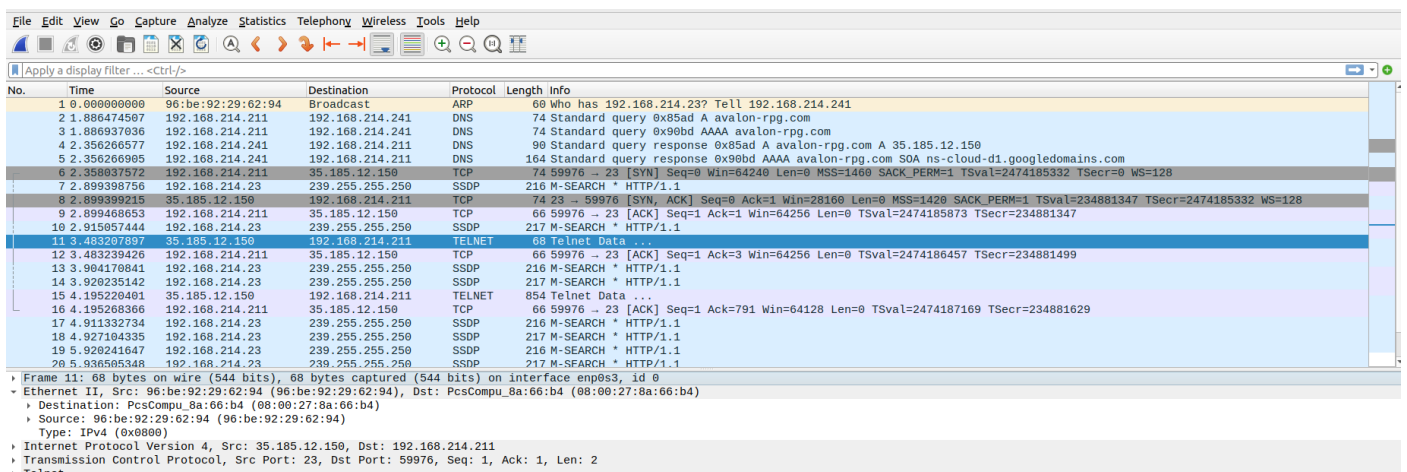 File Edit View Go Capture Analyze Statistics Telephony Wireless Tools Help
Apply a display filter … <Ctrl-/>
No. Time Source Destination Protocol Length Info
1 0.000000000 96:be:92:29:62:94 Broadcast ARP 60 Who has 192.168.214.23? Tell 192.168.214.241
2 1.886474507 192.168.214.211 192.168.214.241 DNS 74 Standard query 0x85ad A avalon-rpg.com
3 1.886937036 192.168.214.211 192.168.214.241 DNS 74 Standard query 0x90bd AAAA avalon-rpg.com
4 2.356266577 192.168.214.241 192.168.214.211 DNS 90 Standard query response 0x85ad A avalon-rpg.com A 35.185.12.150
5 2.356266905 192.168.214.241 192.168.214.211 DNS 164 Standard query response 0x90bd AAAA avalon-rpg.com SOA ns-cloud-d1.googledomains.com
6 2.358037572 192.168.214.211 35.185.12.150 TCP 74 59976 → 23 [SYN] Seq=0 Win=64240 Len=0 MSS=1460 SACK_PERM=1 TSval=2474185332 TSecr=0 WS=128
7 2.899398756 192.168.214.23 239.255.255.250 SSDP 216 M-SEARCH * HTTP/1.1
8 2.899399215 35.185.12.150 192.168.214.211 TCP 74 23 → 59976 [SYN, ACK] Seq=0 Ack=1 Win=28160 Len=0 MSS=1420 SACK_PERM=1 TSval=234881347 TSecr=2474185332 WS=128
9 2.899468653 192.168.214.211 35.185.12.150 TCP 66 59976 → 23 [ACK] Seq=1 Ack=1 Win=64256 Len=0 TSval=2474185873 TSecr=234881347
10 2.915057444 192.168.214.23 239.255.255.250 SSDP 217 M-SEARCH * HTTP/1.1
11 3.483207897 35.185.12.150 192.168.214.211 TELNET 68 Telnet Data ...
12 3.483239426 192.168.214.211 35.185.12.150 TCP 66 59976 → 23 [ACK] Seq=1 Ack=3 Win=64256 Len=0 TSval=2474186457 TSecr=234881499
13 3.904170841 192.168.214.23 239.255.255.250 SSDP 216 M-SEARCH * HTTP/1.1
14 3.920235142 192.168.214.23 239.255.255.250 SSDP 217 M-SEARCH * HTTP/1.1
15 4.195220401 35.185.12.150 192.168.214.211 TELNET 854 Telnet Data ...
16 4.195268366 192.168.214.211 35.185.12.150 TCP 66 59976 → 23 [ACK] Seq=1 Ack=791 Win=64128 Len=0 TSval=2474187169 TSecr=234881629
17 4.911332734 192.168.214.23 239.255.255.250 SSDP 216 M-SEARCH * HTTP/1.1
18 4.927104335 192.168.214.23 239.255.255.250 SSDP 217 M-SEARCH * HTTP/1.1
19 5.920241647 192.168.214.23 239.255.255.250 SSDP 216 M-SEARCH * HTTP/1.1
20 5.936505348 192.168.214.23 239.255.255.250 SSDP 217 M-SEARCH * HTTP/1.1
Frame 11: 68 bytes on wire (544 bits), 68 bytes captured (544 bits) on interface enp0s3, id 0
Ethernet II, Src: 96:be:92:29:62:94 (96:be:92:29:62:94), Dst: PcsCompu_8a:66:b4 (08:00:27:8a:66:b4)
Destination: PcsCompu_8a:66:b4 (08:00:27:8a:66:b4)
Source: 96:be:92:29:62:94 (96:be:92:29:62:94)
Type: IPv4 (0x0800)
Internet Protocol Version 4, Src: 35.185.12.150, Dst: 192.168.214.211
Transmission Control Protocol, Src Port: 23, Dst Port: 59976, Seq: 1, Ack: 1, Len: 2
Telnet